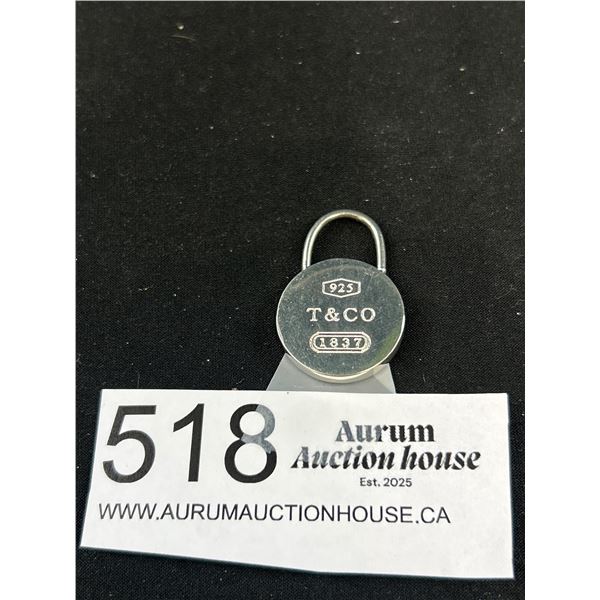 925
T&CO
1837
518
Aurum
Auction house
Est. 2025
WWW.AURUMAUCTIONHOUSE.CA